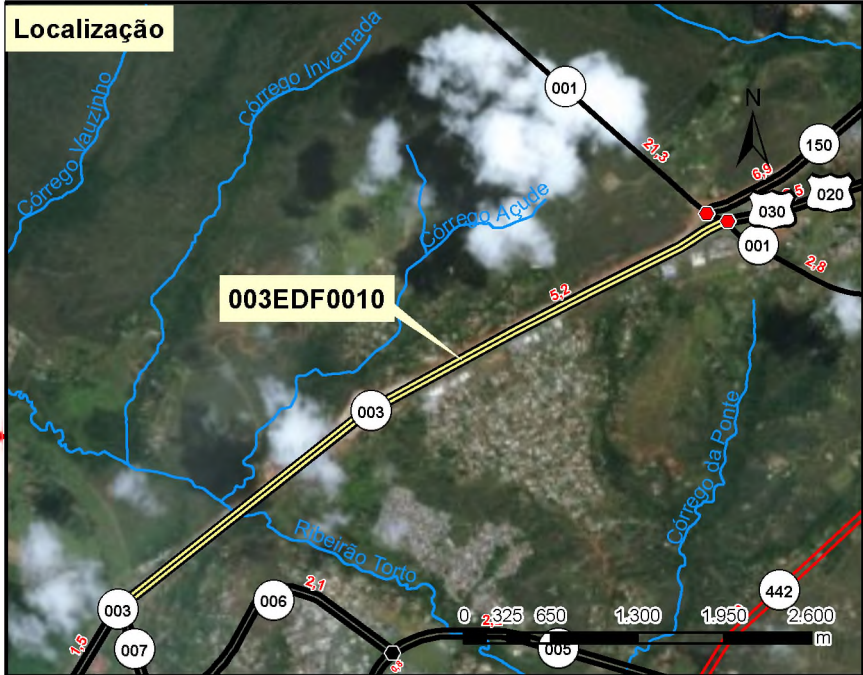 Localização
Córrego Vauzinho
Córrego Invernada
Córrego Açude
001
21,3
N
150
6,9
020
030
001
2,8
5,2
003EDF0010
003
Córrego da Ponte
Ribeirão Torto
003
1,5
007
006
2,1
0,8
005
442
0 325 650 1.300 1.950 2.600
m